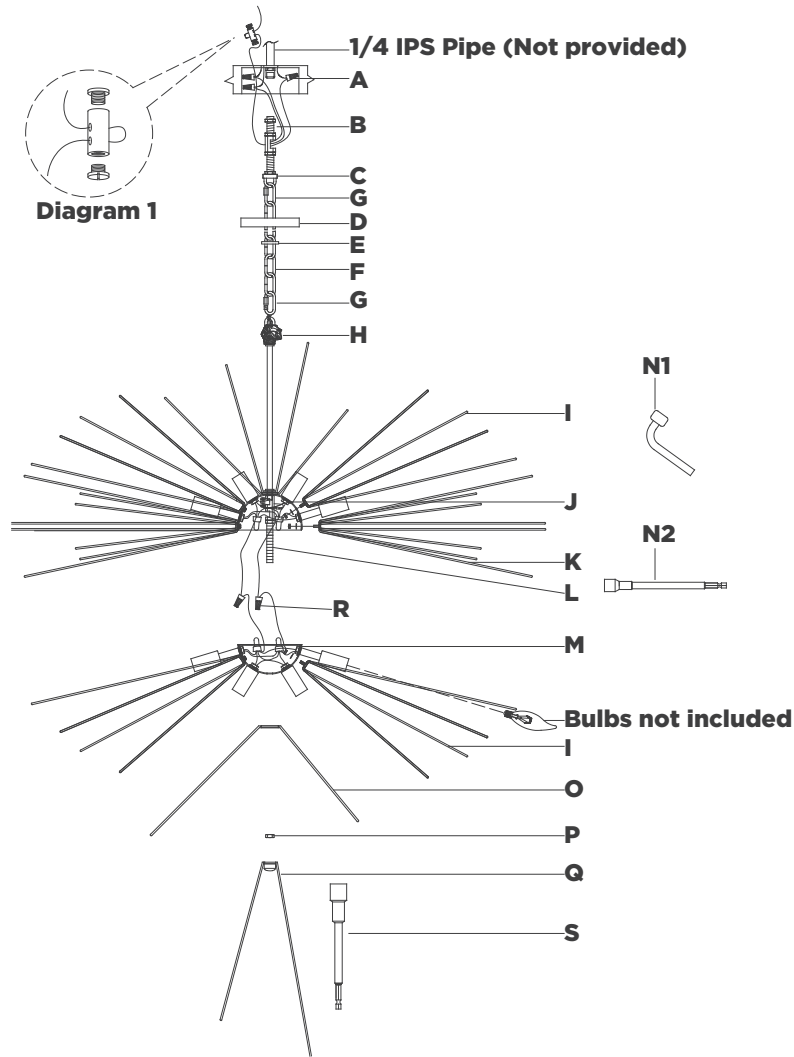 1/4 IPS Pipe (Not provided)
A
B
C
G
D
E
F
G
H
Diagram 1
N1
I
J
N2
K
L
R
M
Bulbs not included
I
O
P
Q
S